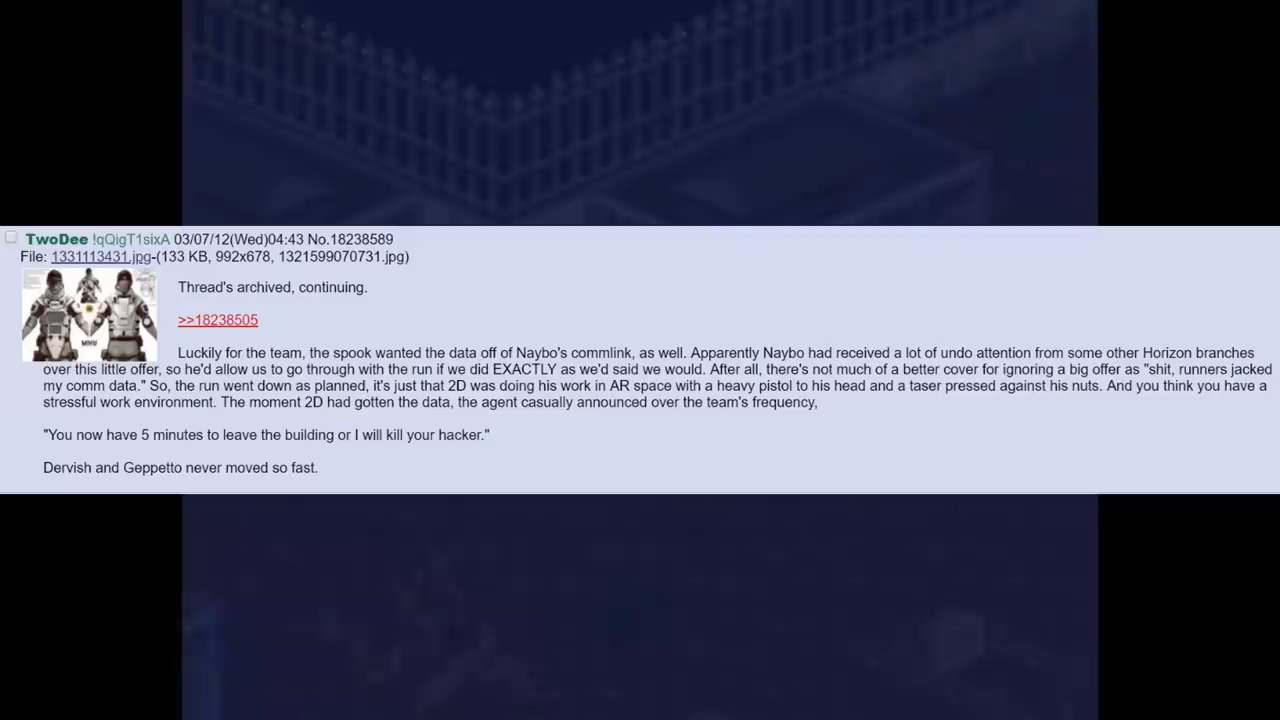 TwoDee !qQigT1sixA 03/07/12(Wed)04:43 No.18238589
File: 1331113431.jpg-(133 KB, 992x678, 1321599070731.jpg)
Thread's archived, continuing.
>>18238505
Luckily for the team, the spook wanted the data off of Naybo's commlink, as well. Apparently Naybo had received a lot of undo attention from some other Horizon branches
over this little offer, so he'd allow us to go through with the run if we did EXACTLY as we'd said we would. After all, there's not much of a better cover for ignoring a big offer as "shit, runners jacked
my comm data." So, the run went down as planned, it's just that 2D was doing his work in AR space with a heavy pistol to his head and a taser pressed against his nuts. And you think you have a
stressful work environment. The moment 2D had gotten the data, the agent casually announced over the team's frequency,
"You now have 5 minutes to leave the building or I will kill your hacker."
Dervish and Geppetto never moved so fast.